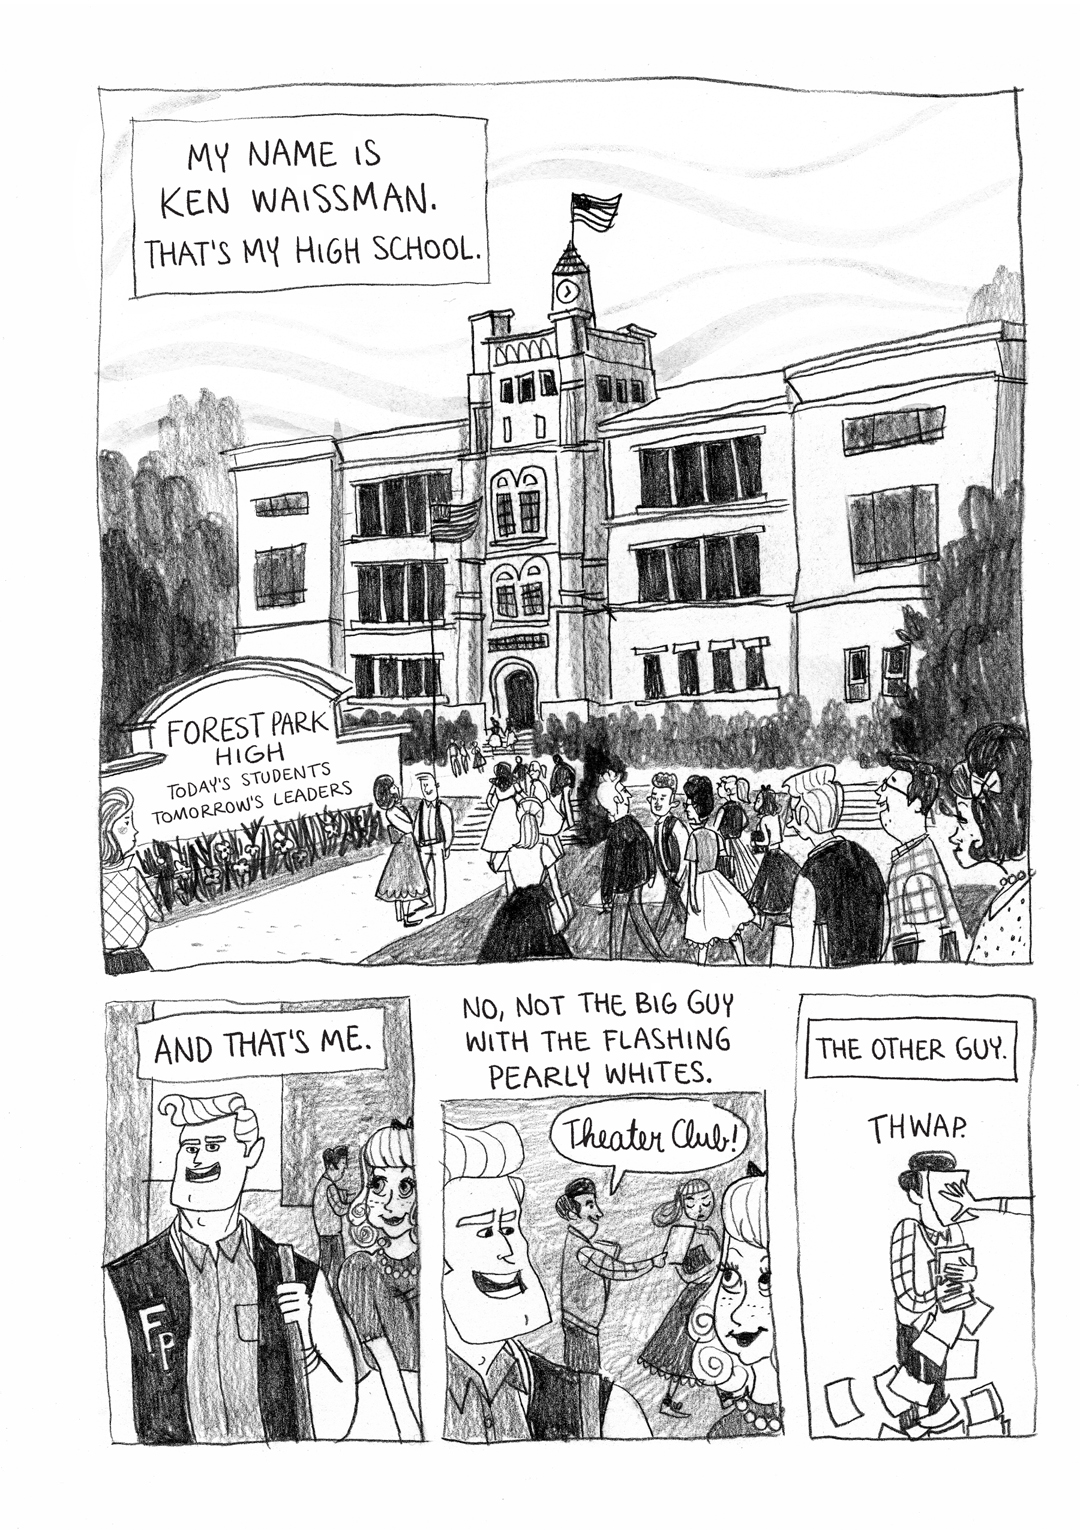 MY NAME IS
KEN WAISSMAN.
THAT'S MY HIGH SCHOOL.
FOREST PARK
HIGH
TODAY'S STUDENTS
TOMORROW'S LEADERS
AND THAT'S ME.
FP
NO, NOT THE BIG GUY
WITH THE FLASHING
PEARLY WHITES.
Theater Club!
THE OTHER GUY.
THWAP.